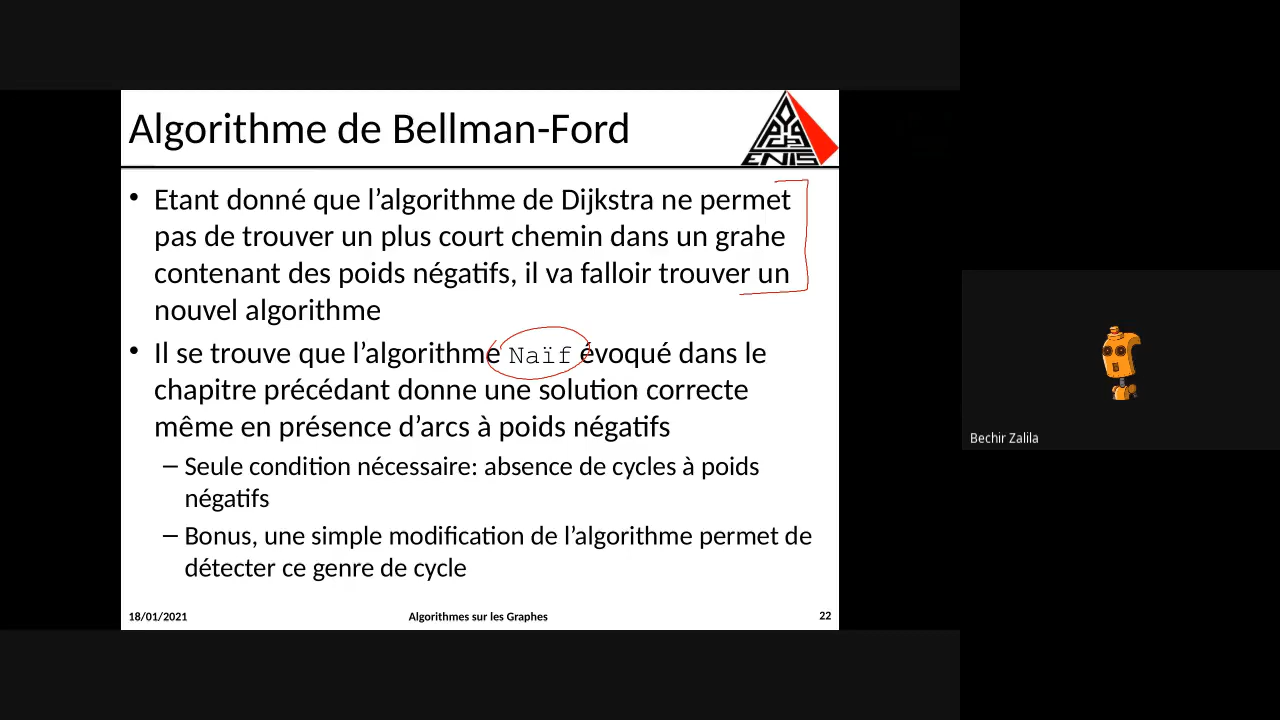 Algorithme de Bellman-Ford
ENIS
• Etant donné que l’algorithme de Dijkstra ne permet
pas de trouver un plus court chemin dans un grahe
contenant des poids négatifs, il va falloir trouver un
nouvel algorithme
• Il se trouve que l’algorithme Naïf évoqué dans le
chapitre précédant donne une solution correcte
même en présence d’arcs à poids négatifs
– Seule condition nécessaire: absence de cycles à poids
négatifs
– Bonus, une simple modification de l’algorithme permet de
détecter ce genre de cycle
18/01/2021
Algorithmes sur les Graphes
22
Bechir Zalila